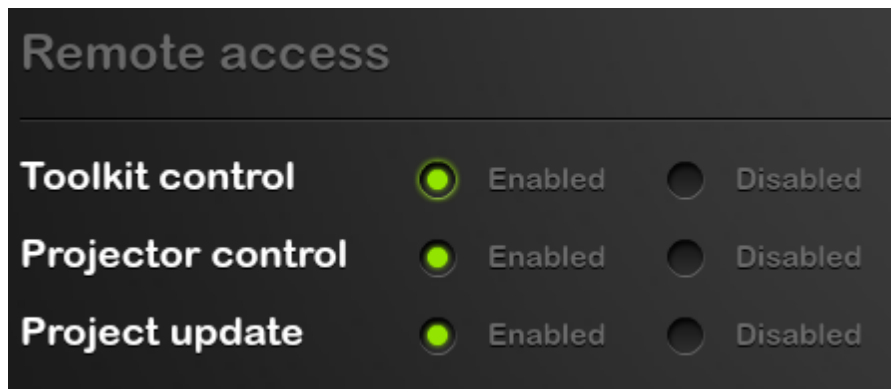 Remote access
Toolkit control Enabled Disabled
Projector control Enabled Disabled
Project update Enabled Disabled